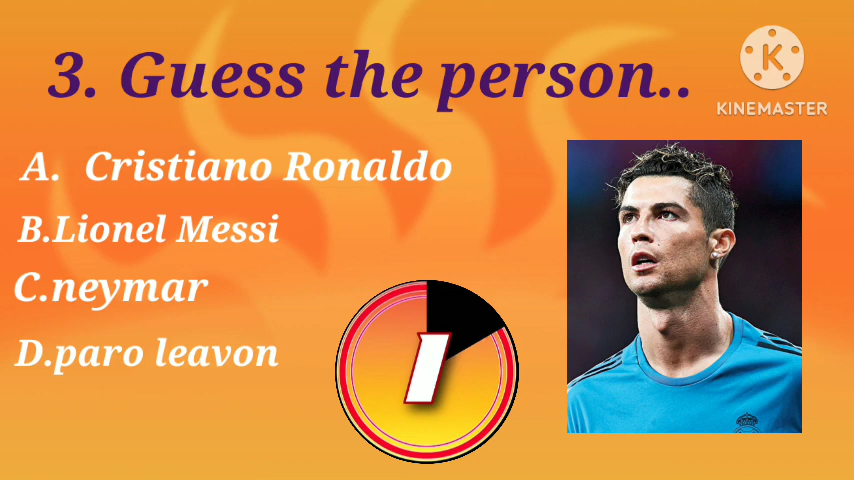 3. Guess the person..
K
KINEMASTER
A. Cristiano Ronaldo
B.Lionel Messi
C.neymar
D.paro leavon
1